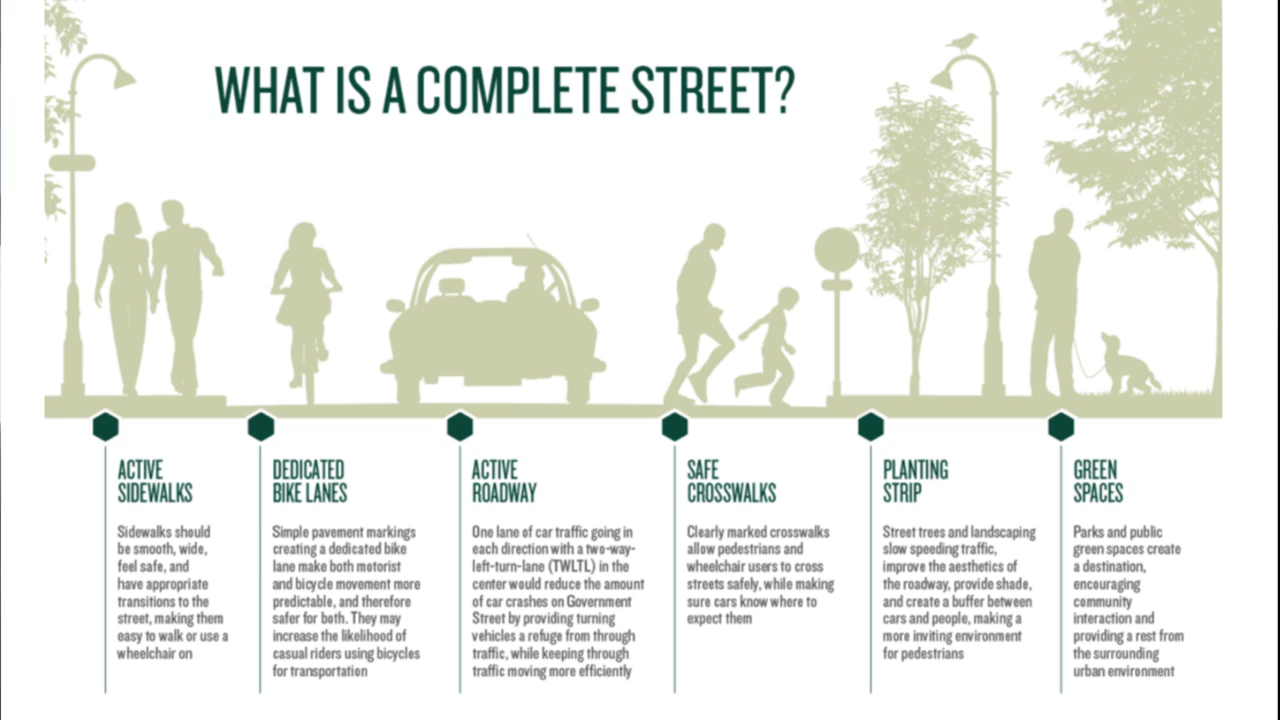 WHAT IS A COMPLETE STREET?
ACTIVE
SIDEWALKS
Sidewalks should
be smooth, wide,
feel safe, and
have appropriate
transitions to the
street, making them
easy to walk or use a
wheelchair on
DEDICATED
BIKE LANES
Simple pavement markings
creating a dedicated bike
lane make both motorist
and bicycle movement more
predictable, and therefore
safer for both. They may
increase the likelihood of
casual riders using bicycles
for transportation
ACTIVE
ROADWAY
One lane of car traffic going in
each direction with a two-way-
left-turn-lane (TWLTL) in the
center would reduce the amount
of car crashes on Government
Street by providing turning
vehicles a refuge from through
traffic, while keeping through
traffic moving more efficiently
SAFE
CROSSWALKS
Clearly marked crosswalks
allow pedestrians and
wheelchair users to cross
streets safely, while making
sure cars know where to
expect them
PLANTING
STRIP
Street trees and landscaping
slow speeding traffic,
improve the aesthetics of
the roadway, provide shade,
and create a buffer between
cars and people, making a
more inviting environment
for pedestrians
GREEN
SPACES
Parks and public
green spaces create
a destination,
encouraging
community
interaction and
providing a rest from
the surrounding
urban environment